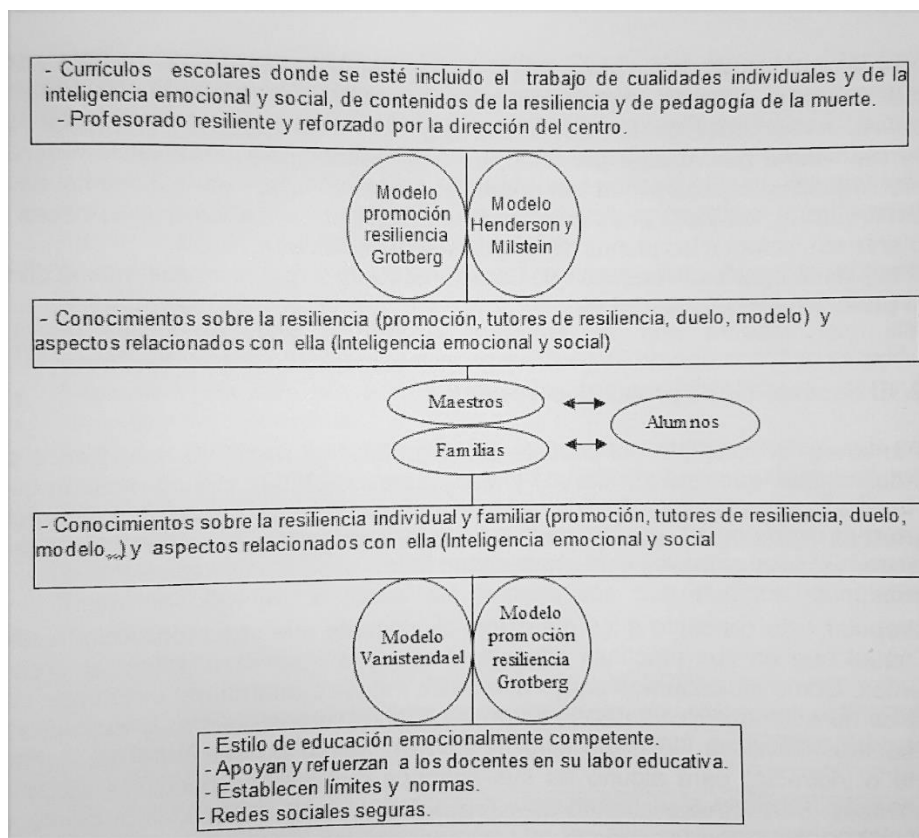 - Currículos escolares donde se esté incluido el trabajo de cualidades individuales y de la
inteligencia emocional y social, de contenidos de la resiliencia y de pedagogía de la muerte.
- Profesorado resiliente y reforzado por la dirección del centro.
Modelo
promoción
resiliencia
Grotberg
Modelo
Henderson y
Milstein
- Conocimientos sobre la resiliencia (promoción, tutores de resiliencia, duelo, modelo) y
aspectos relacionados con ella (Inteligencia emocional y social)
Maestros
Alumnos
Familias
- Conocimientos sobre la resiliencia individual y familiar (promoción, tutores de resiliencia, duelo,
modelo...) y aspectos relacionados con ella (Inteligencia emocional y social
Modelo
Vanistendael
Modelo
promoción
resiliencia
Grotberg
- Estilo de educación emocionalmente competente.
- Apoyan y refuerzan a los docentes en su labor educativa.
- Establecen límites y normas.
- Redes sociales seguras.